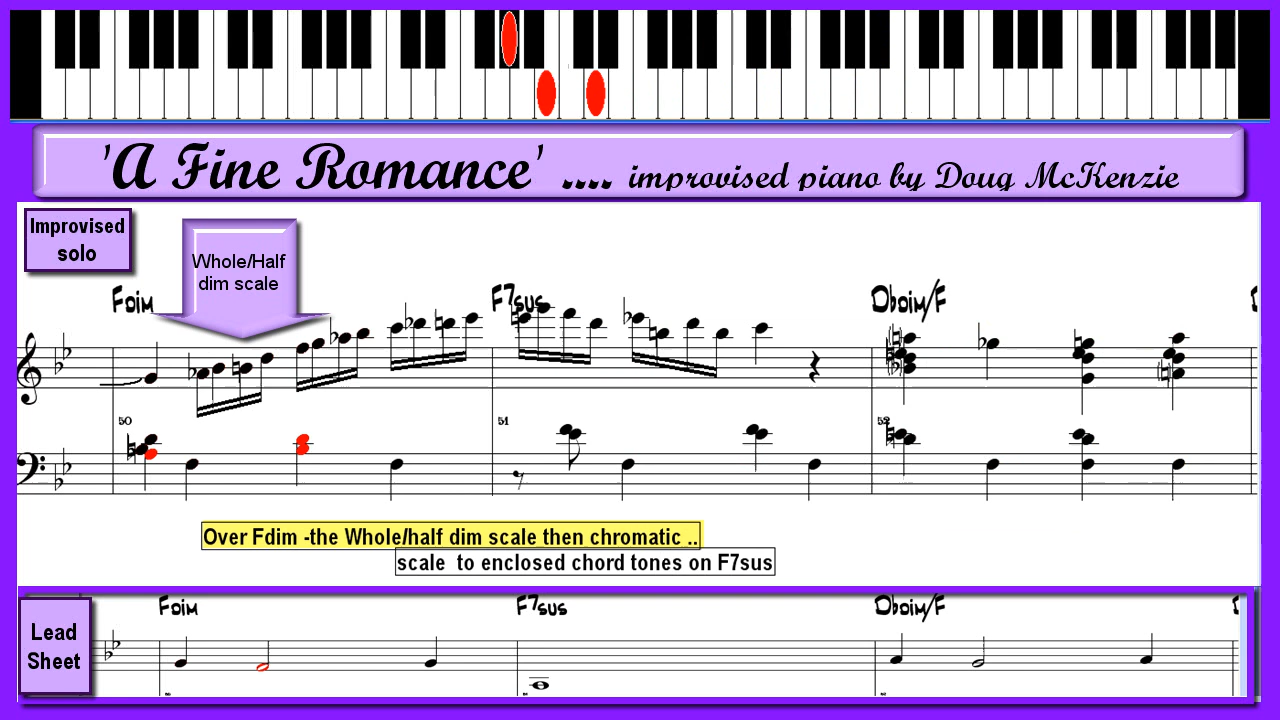 'A Fine Romance' .... improvised piano by Doug McKenzie
Improvised
solo
Whole/Half
dim scale
Fdim
F7sus
Dbdim/F
50
51
52
Over Fdim -the Whole/half dim scale then chromatic ..
scale to enclosed chord tones on F7sus
Lead
Sheet
Fdim
F7sus
Dbdim/F